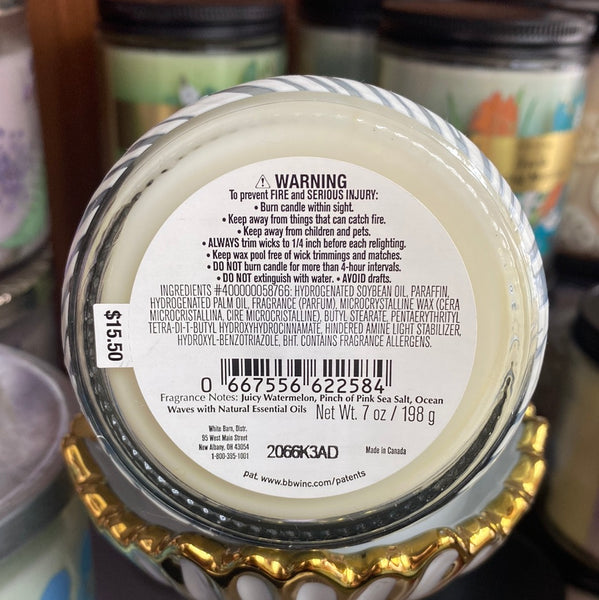 ⚠ WARNING
To prevent FIRE and SERIOUS INJURY:
• Burn candle within sight.
• Keep away from things that can catch fire.
• Keep away from children and pets.
• ALWAYS trim wicks to 1/4 inch before each relighting.
• Keep wax pool free of wick trimmings and matches.
• DO NOT burn candle for more than 4-hour intervals.
• DO NOT extinguish with water. • AVOID drafts.
INGREDIENTS #400000058766: HYDROGENATED SOYBEAN OIL, PARAFFIN,
HYDROGENATED PALM OIL, FRAGRANCE (PARFUM), MICROCRYSTALLINE WAX (CERA
MICROCRISTALLINA, CIRE MICROCRISTALLINE), BUTYL STEARATE, PENTAERYTHRITYL
TETRA-DI-T-BUTYL HYDROXYHYDROCINNAMATE, HINDERED AMINE LIGHT STABILIZER,
HYDROXYL-BENZOTRIAZOLE, BHT. CONTAINS FRAGRANCE ALLERGENS.
$15.50
0 667556 622584
Fragrance Notes: Juicy Watermelon, Pinch of Pink Sea Salt, Ocean
Waves with Natural Essential Oils Net Wt. 7 oz / 198 g
White Barn, Distr.
95 West Main Street
New Albany, OH 43054
1-800-395-1001
2066K3AD
Made in Canada
pat. www.bbwinc.com/patents